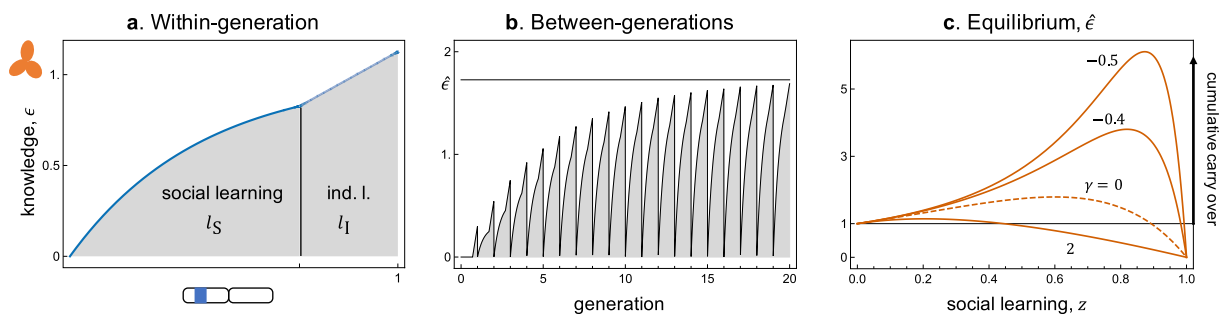 a. Within-generation
knowledge, ϵ
1.
0.5
0
social learning
l_S
ind. l.
l_I
1
b. Between-generations
2
ϵ̂
1.
0
0
5
10
15
20
generation
c. Equilibrium, ϵ̂
5
3
1
0
−0.5
−0.4
γ = 0
2
0.0
0.2
0.4
0.6
0.8
1.0
social learning, z
cumulative carry over